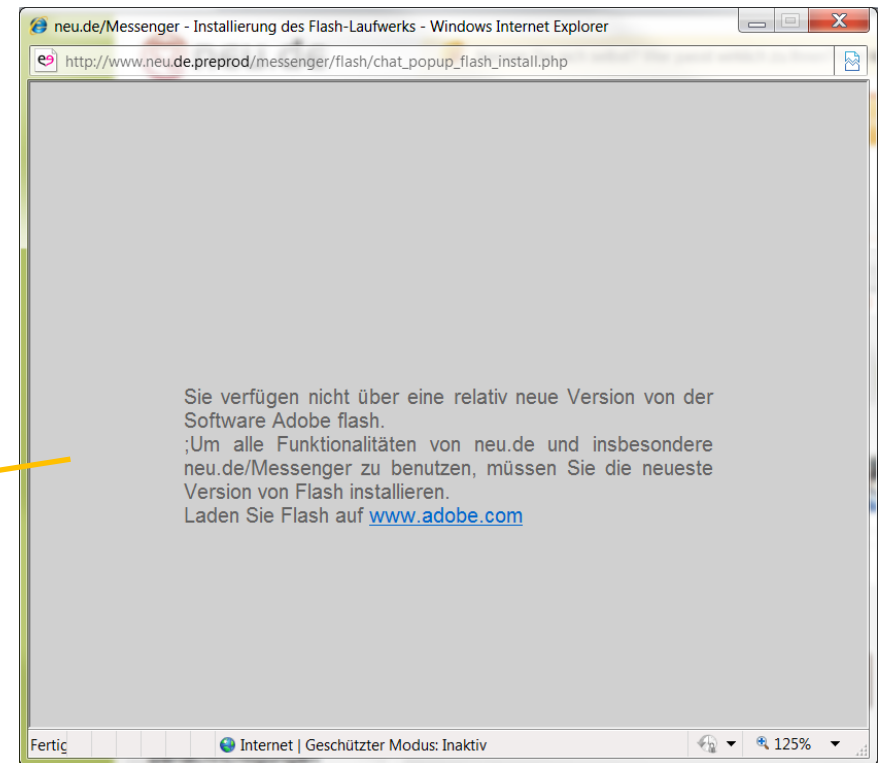 neu.de/Messenger - Installierung des Flash-Laufwerks - Windows Internet Explorer
http://www.neu.de.preprod/messenger/flash/chat_popup_flash_install.php
Sie verfügen nicht über eine relativ neue Version von der
Software Adobe flash.
;Um alle Funktionalitäten von neu.de und insbesondere
neu.de/Messenger zu benutzen, müssen Sie die neueste
Version von Flash installieren.
Laden Sie Flash auf www.adobe.com
Fertig Internet | Geschützter Modus: Inaktiv 125%